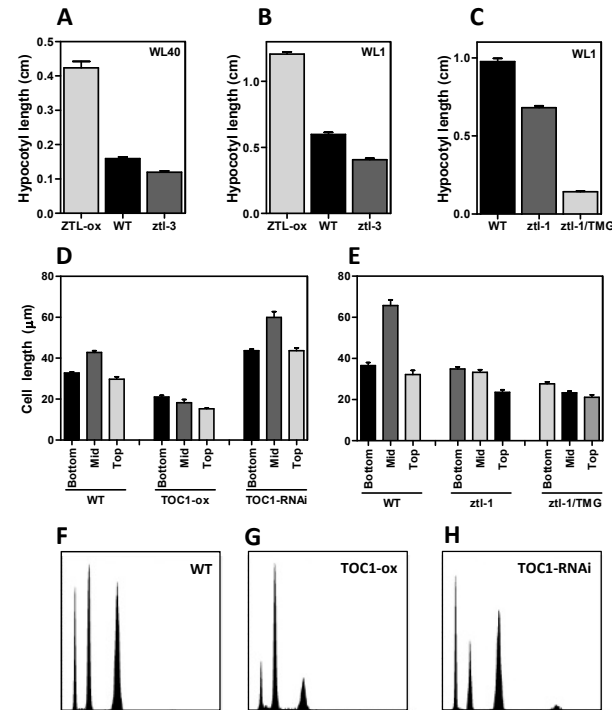 A
WL40
Hypocotyl length (cm)
0.5
0.4
0.3
0.2
0.1
0.0
ZTL-ox WT ztl-3
B
WL1
Hypocotyl length (cm)
1.0
0.5
0.0
ZTL-ox WT ztl-3
C
WL1
Hypocotyl length (cm)
1.0
0.5
0.0
WT ztl-1 ztl-1/TMG
D
Cell length (µm)
80
60
40
20
0
Bottom Mid Top Bottom Mid Top Bottom Mid Top
WT TOC1-ox TOC1-RNAi
E
80
60
40
20
0
Bottom Mid Top Bottom Mid Top Bottom Mid Top
WT ztl-1 ztl-1/TMG
F
WT
G
TOC1-ox
H
TOC1-RNAi